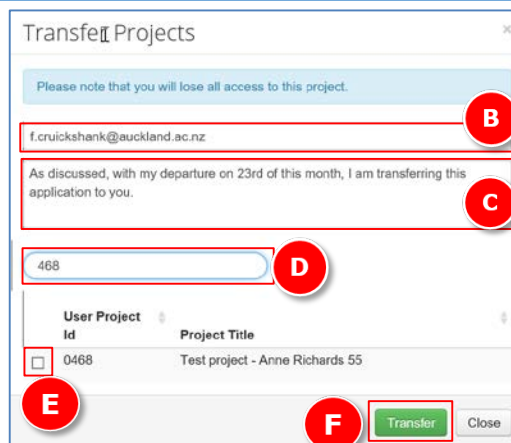 Transfer Projects
×
Please note that you will lose all access to this project.
B
f.cruickshank@auckland.ac.nz
As discussed, with my departure on 23rd of this month, I am transferring this
application to you.
C
468
D
User Project
Id
Project Title
0468
Test project - Anne Richards 55
E
F
Transfer
Close